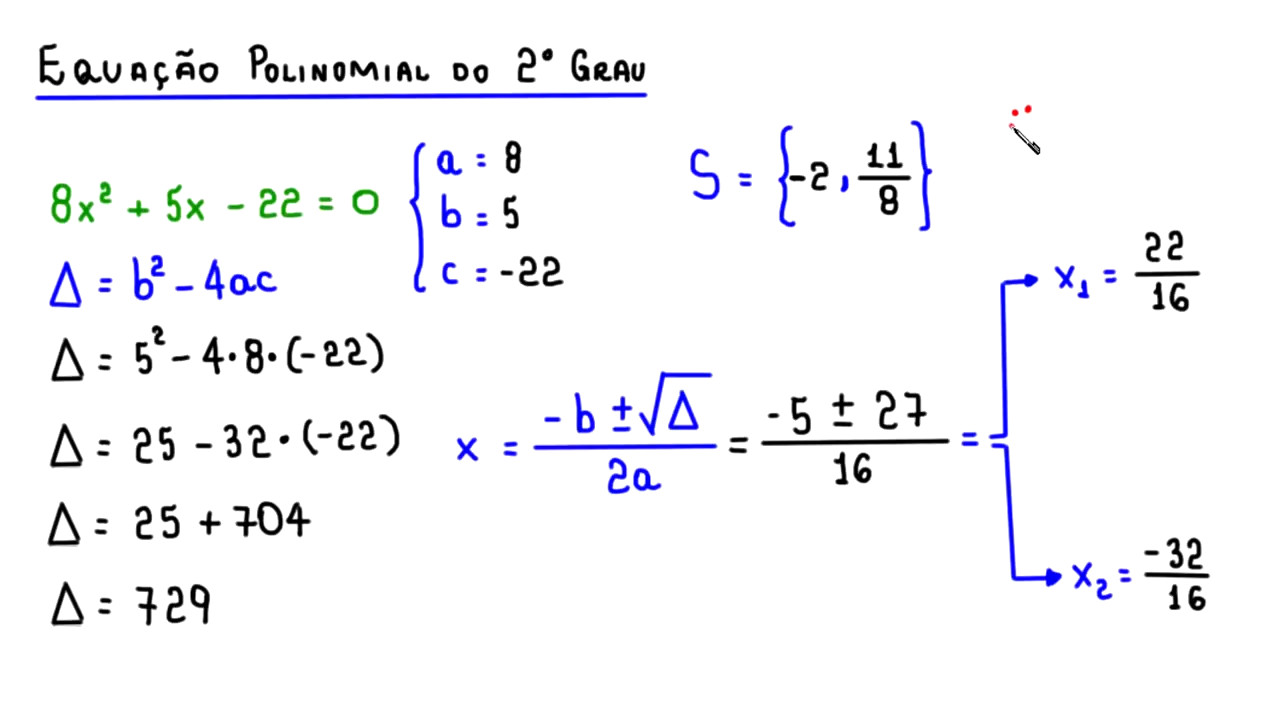 EQUAÇÃO POLINOMIAL DO 2° GRAU
8x² + 5x - 22 = 0
a = 8
b = 5
c = -22
S = {-2, 11/8}
Δ = b² - 4ac
Δ = 5² - 4·8·(-22)
Δ = 25 - 32·(-22)
Δ = 25 + 704
Δ = 729
x = (-b ± √Δ)/2a = (-5 ± 27)/16 =
x₁ = 22/16
x₂ = -32/16